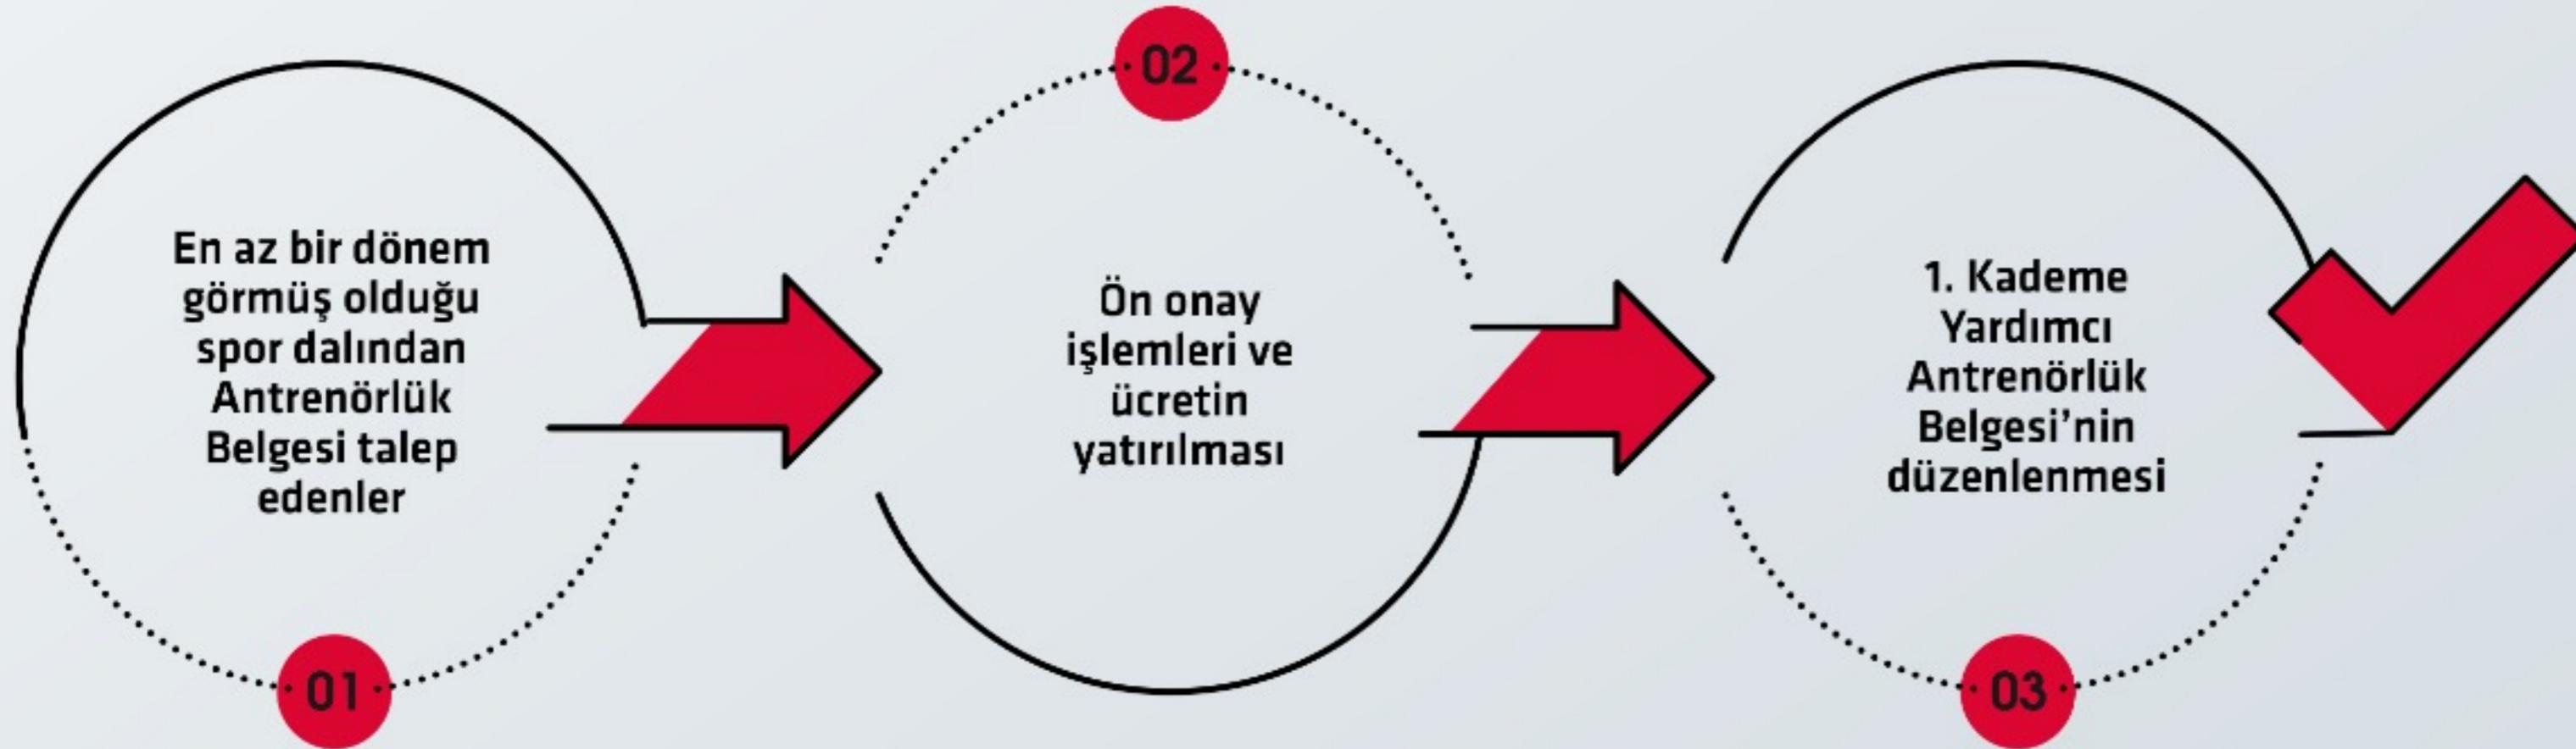 En az bir dönem
görmüş olduğu
spor dalından
Antrenörlük
Belgesi talep
edenler
01
02
Ön onay
işlemleri ve
ücretin
yatırılması
1. Kademe
Yardımcı
Antrenörlük
Belgesi’nin
düzenlenmesi
03